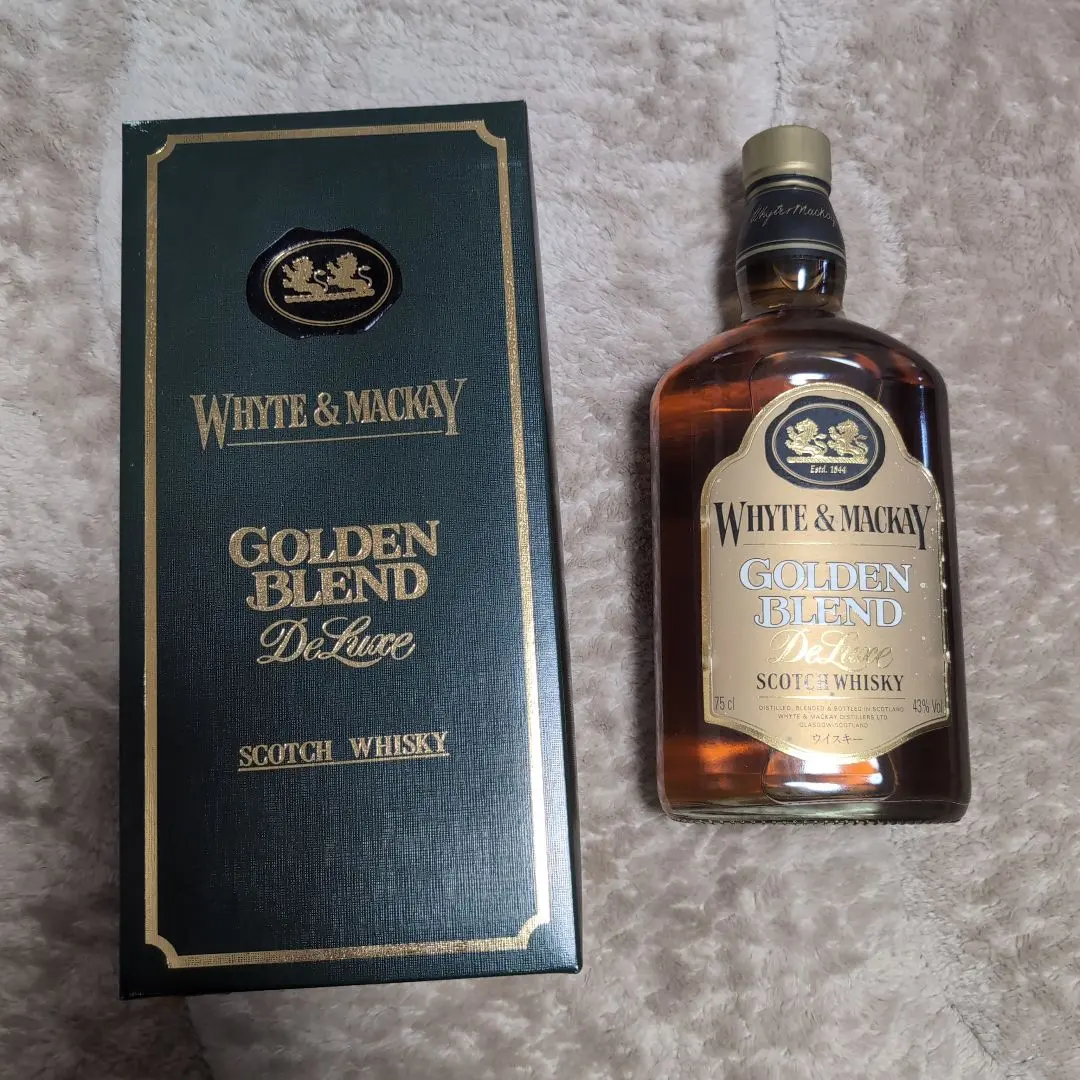 WHYTE & MACKAY
GOLDEN
BLEND
De Luxe
SCOTCH WHISKY
Whyte & Mackay
Estd. 1844
WHYTE & MACKAY
GOLDEN
BLEND
De Luxe
SCOTCH WHISKY
75 cl
43% Vol
DISTILLED, BLENDED & BOTTLED IN SCOTLAND
WHYTE & MACKAY DISTILLERS LTD.
GLASGOW·SCOTLAND
ウイスキー